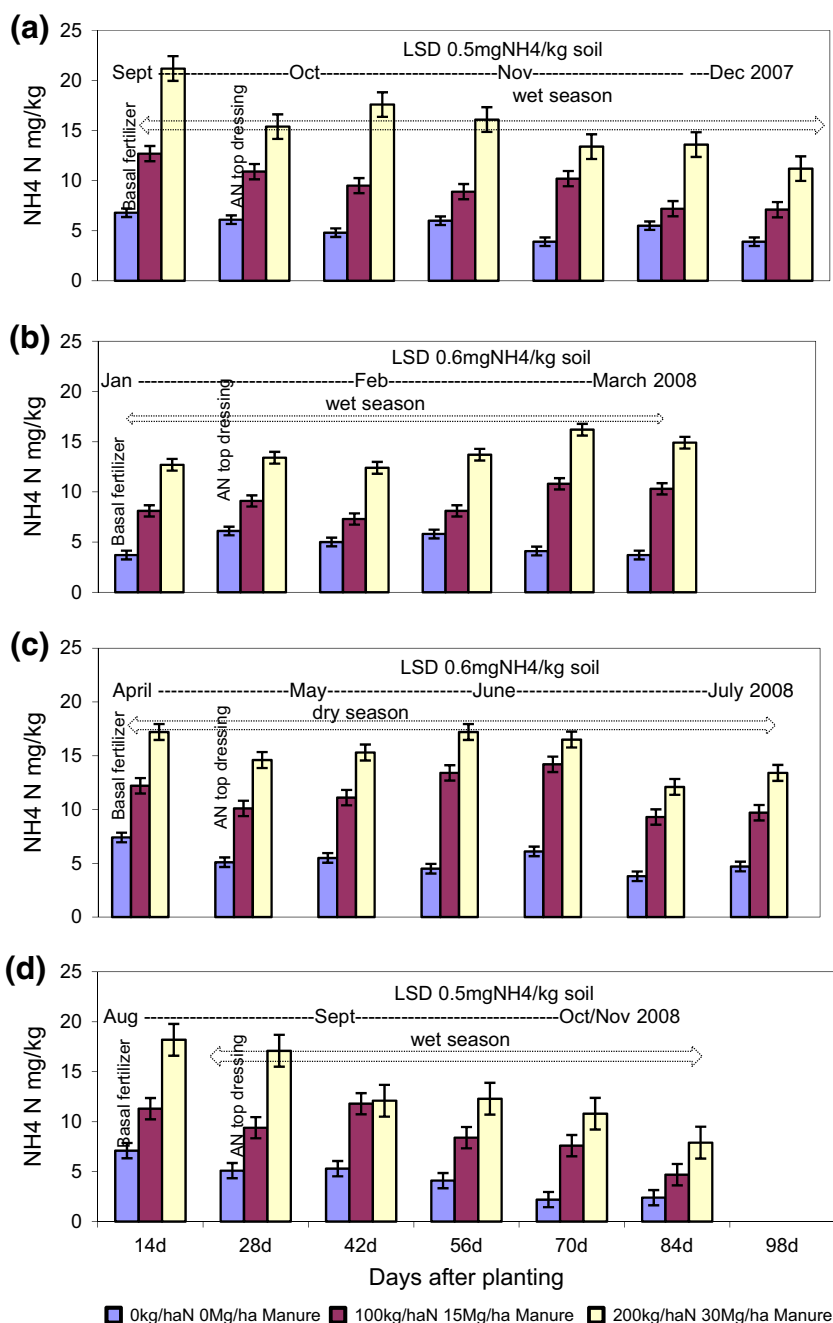 (a)
NH4 N mg/kg
25
20
15
10
5
0
LSD 0.5mgNH4/kg soil
Sept -------------------Oct---------------------Nov---------------- ---Dec 2007
wet season
Basal fertilizer
AN top dressing
(b)
NH4 N mg/kg
25
20
15
10
5
0
LSD 0.6mgNH4/kg soil
Jan -------------------------Feb-----------------------March 2008
wet season
Basal fertilizer
AN top dressing
(c)
NH4 N mg/kg
25
20
15
10
5
0
LSD 0.6mgNH4/kg soil
April ---------------May------------------June--------------------July 2008
dry season
Basal fertilizer
AN top dressing
(d)
NH4 N mg/kg
25
20
15
10
5
0
LSD 0.5mgNH4/kg soil
Aug -------------------Sept----------------------Oct/Nov 2008
wet season
Basal fertilizer
AN top dressing
14d 28d 42d 56d 70d 84d 98d
Days after planting
0kg/haN 0Mg/ha Manure 100kg/haN 15Mg/ha Manure 200kg/haN 30Mg/ha Manure